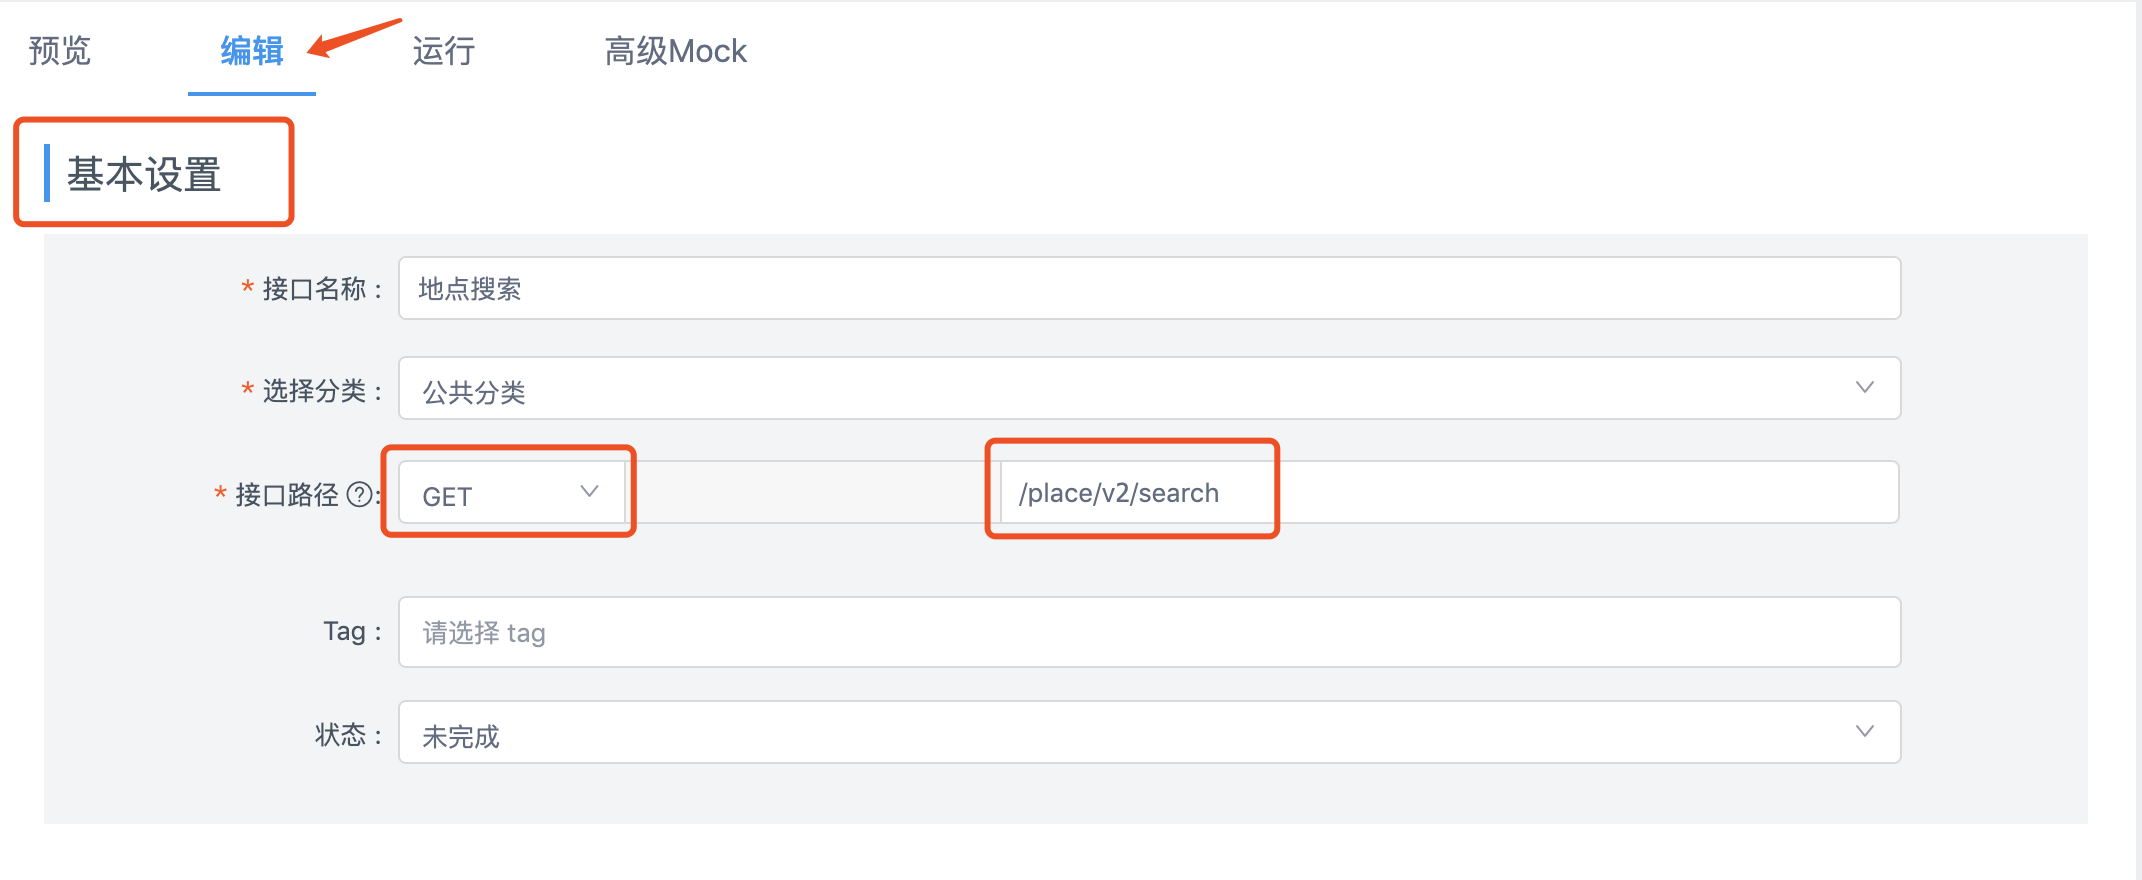 预览 编辑 运行 高级Mock
基本设置
* 接口名称 : 地点搜索
* 选择分类 : 公共分类
* 接口路径 ? : GET /place/v2/search
Tag : 请选择 tag
状态 : 未完成